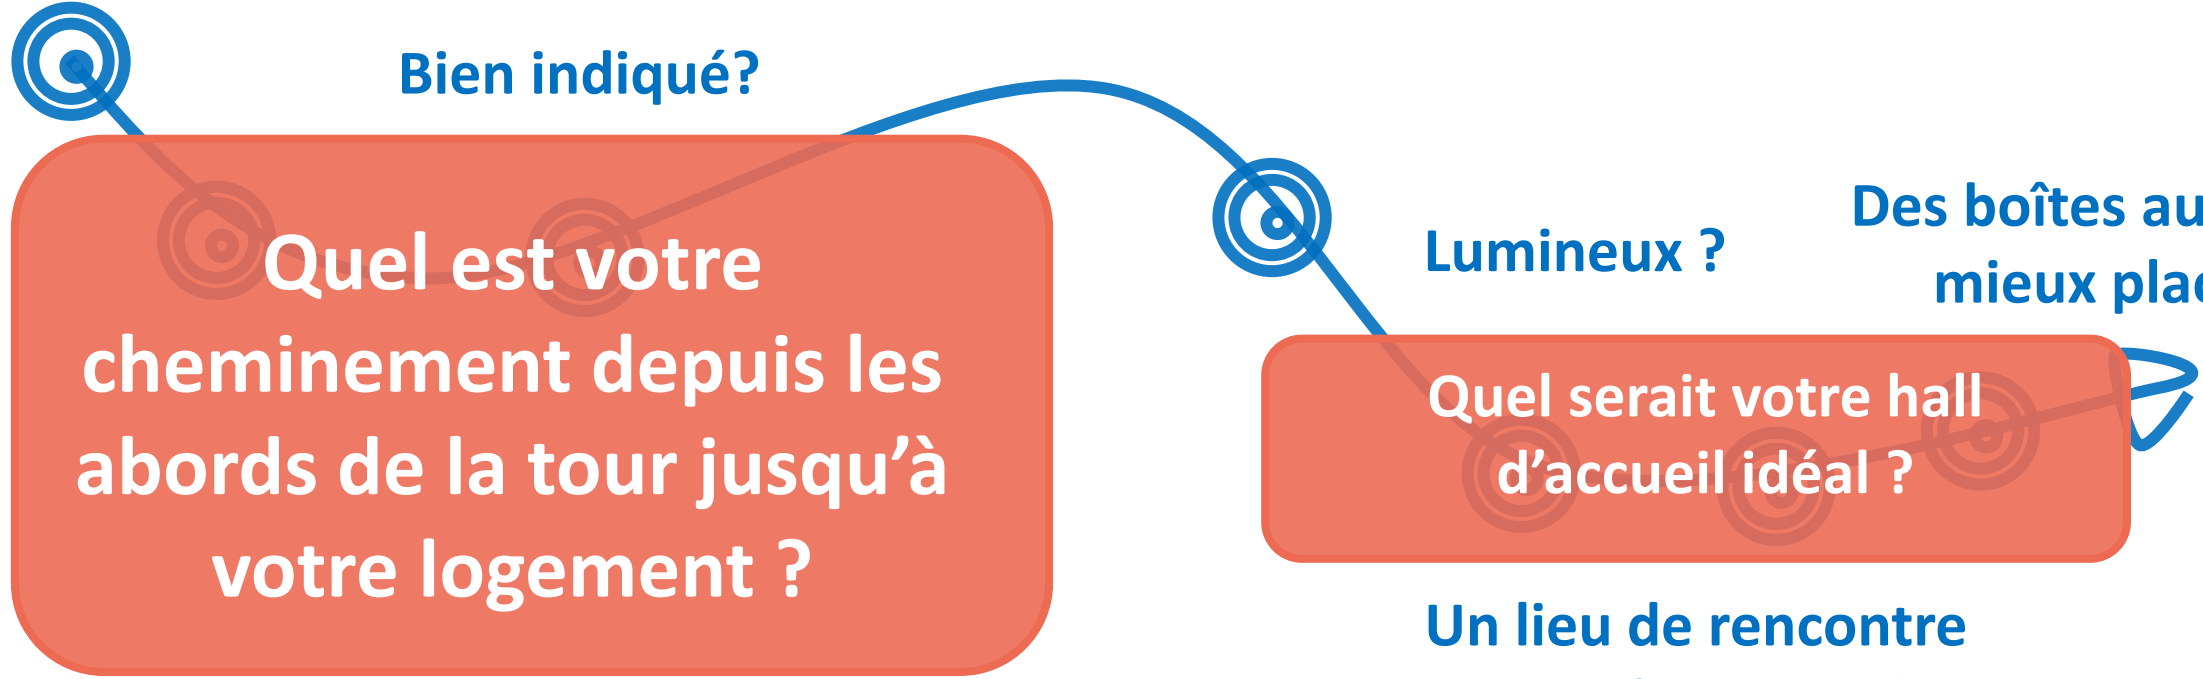 Bien indiqué?
Quel est votre
cheminement depuis les
abords de la tour jusqu’à
votre logement ?
Lumineux ?
Des boîtes au
mieux
Quel serait votre hall
d’accueil idéal ?
Un lieu de rencontre